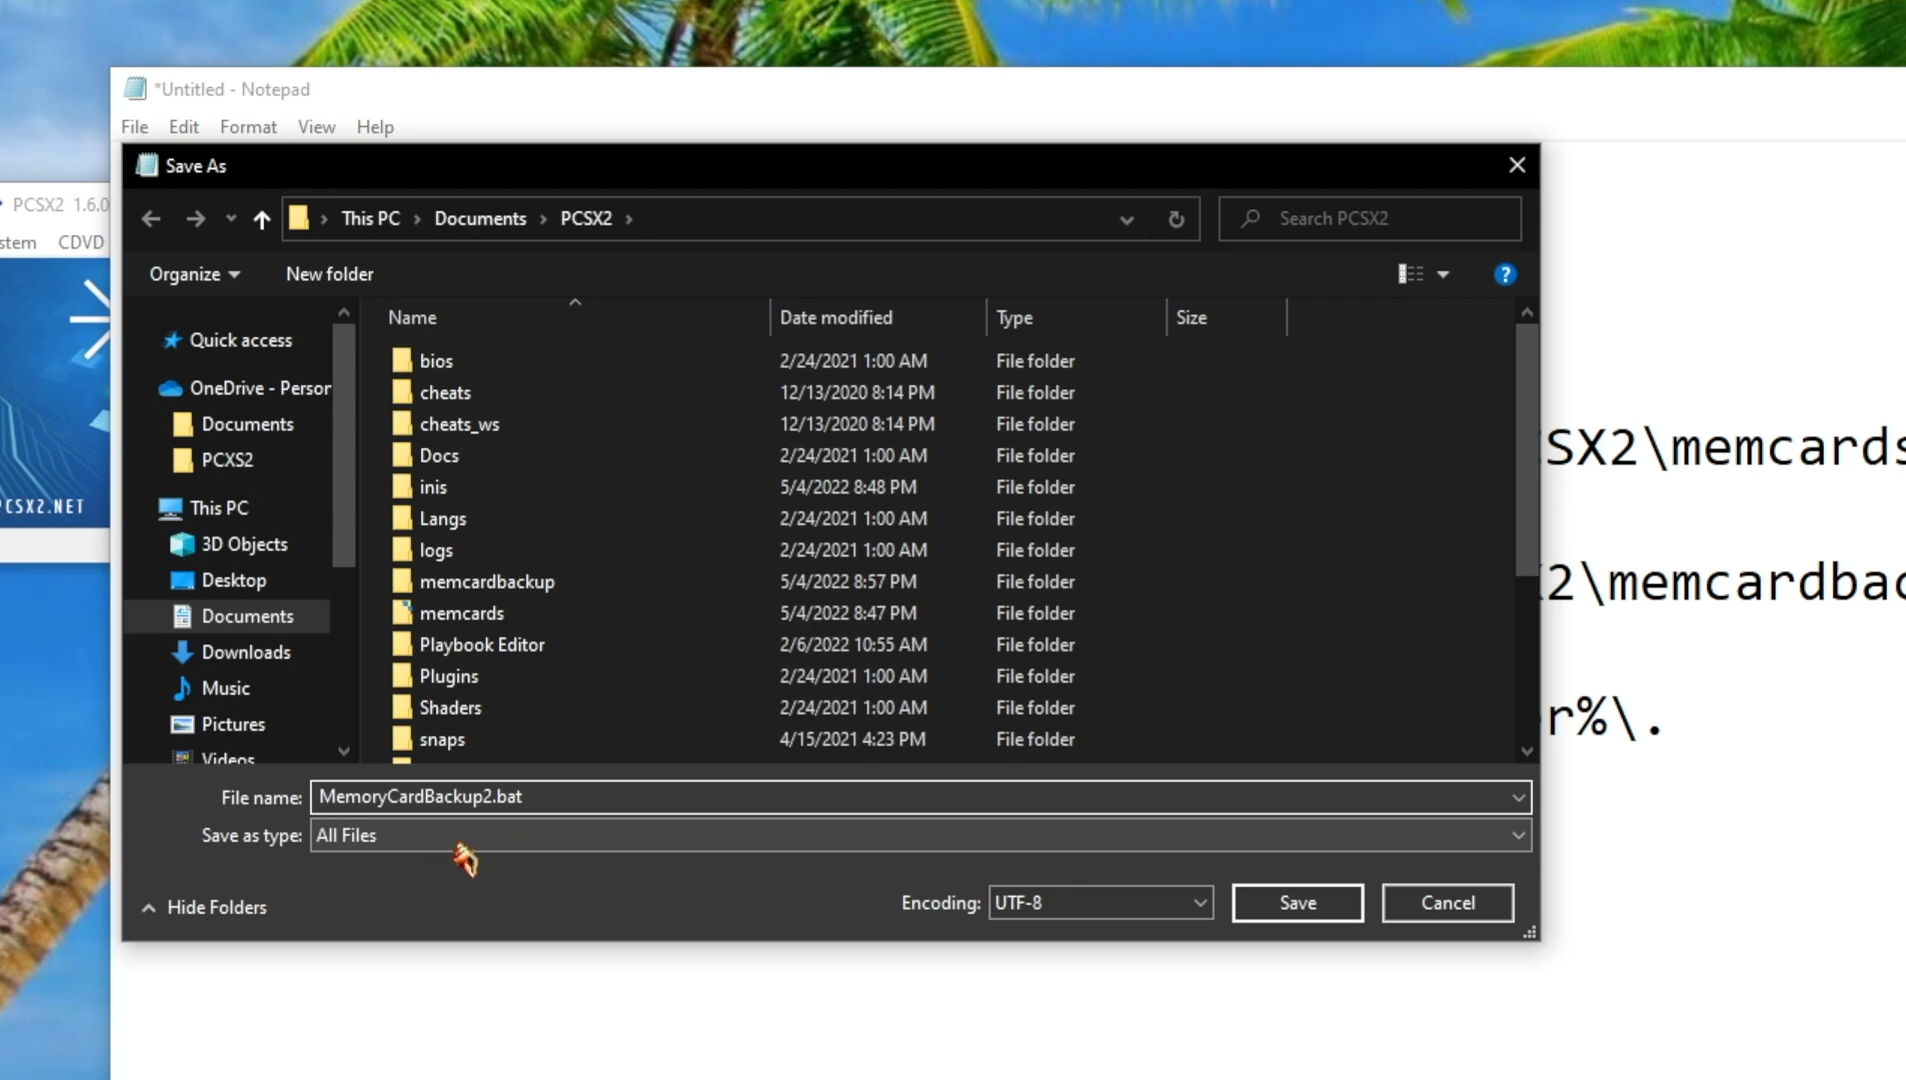 *Untitled - Notepad
File Edit Format View Help
Save As
PCSX2 1.6.0
This PC > Documents > PCSX2 >
Search PCSX2
stem CDVD
Organize
New folder
?
Name Date modified Type Size
Quick access
OneDrive - Person
Documents
PCXS2
This PC
3D Objects
Desktop
Documents
Downloads
Music
Pictures
Videos
bios 2/24/2021 1:00 AM File folder
cheats 12/13/2020 8:14 PM File folder
cheats_ws 12/13/2020 8:14 PM File folder
Docs 2/24/2021 1:00 AM File folder
inis 5/4/2022 8:48 PM File folder
Langs 2/24/2021 1:00 AM File folder
logs 2/24/2021 1:00 AM File folder
memcardbackup 5/4/2022 8:57 PM File folder
memcards 5/4/2022 8:47 PM File folder
Playbook Editor 2/6/2022 10:55 AM File folder
Plugins 2/24/2021 1:00 AM File folder
Shaders 2/24/2021 1:00 AM File folder
snaps 4/15/2021 4:23 PM File folder
PCSX2.NET
SX2\memcards
2\memcardbac
r%\.
File name: MemoryCardBackup2.bat
Save as type: All Files
Hide Folders
Encoding: UTF-8
Save
Cancel